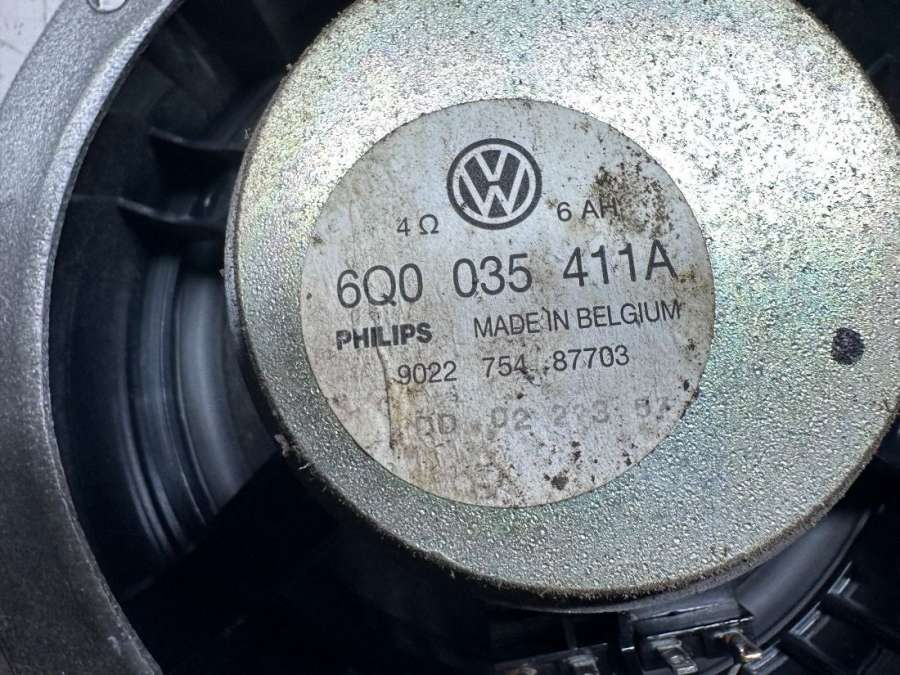 4 Ω 6 AH
6Q0 035 411A
PHILIPS MADE IN BELGIUM
9022 754 87703